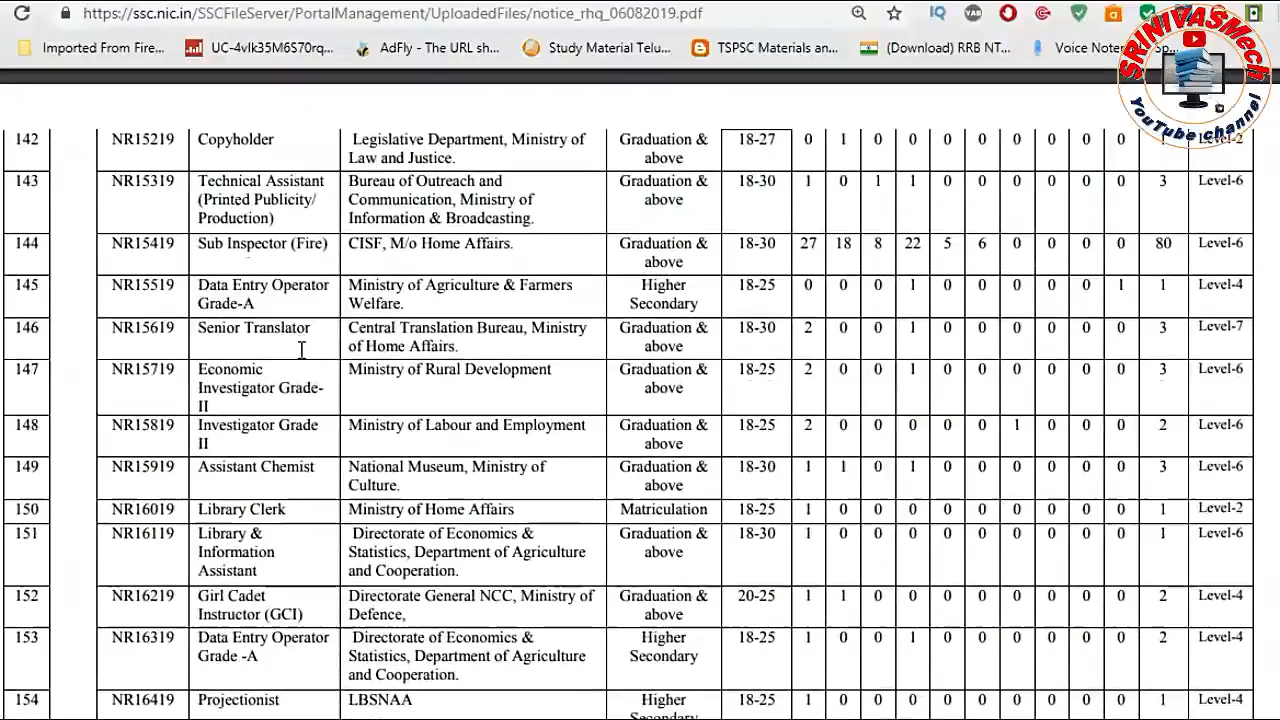 https://ssc.nic.in/SSCFileServer/PortalManagement/UploadedFiles/notice_rhq_06082019.pdf
Imported From Fire... UC-4vlk35M6S70rq... AdFly - The URL sh... Study Material Telu... TSPSC Materials an... (Download) RRB NT... Voice Note
SRINIVASMech
YouTube channel
142 NR15219 Copyholder Legislative Department, Ministry of Graduation & 18-27 0 1 0 0 0 0 0 0 0 Level-2
Law and Justice. above
143 NR15319 Technical Assistant Bureau of Outreach and Graduation & 18-30 1 0 1 1 0 0 0 0 0 0 3 Level-6
(Printed Publicity/ Communication, Ministry of above
Production) Information & Broadcasting.
144 NR15419 Sub Inspector (Fire) CISF, M/o Home Affairs. Graduation & 18-30 27 18 8 22 5 6 0 0 0 0 80 Level-6
above
145 NR15519 Data Entry Operator Ministry of Agriculture & Farmers Higher 18-25 0 0 0 1 0 0 0 0 0 1 1 Level-4
Grade-A Welfare. Secondary
146 NR15619 Senior Translator Central Translation Bureau, Ministry Graduation & 18-30 2 0 0 1 0 0 0 0 0 0 3 Level-7
of Home Affairs. above
147 NR15719 Economic Ministry of Rural Development Graduation & 18-25 2 0 0 1 0 0 0 0 0 0 3 Level-6
Investigator Grade- above
II
148 NR15819 Investigator Grade Ministry of Labour and Employment Graduation & 18-25 2 0 0 0 0 0 1 0 0 0 2 Level-6
II above
149 NR15919 Assistant Chemist National Museum, Ministry of Graduation & 18-30 1 1 0 1 0 0 0 0 0 0 3 Level-6
Culture. above
150 NR16019 Library Clerk Ministry of Home Affairs Matriculation 18-25 1 0 0 0 0 0 0 0 0 0 1 Level-2
151 NR16119 Library & Directorate of Economics & Graduation & 18-30 1 0 0 0 0 0 0 0 0 0 1 Level-6
Information Statistics, Department of Agriculture above
Assistant and Cooperation.
152 NR16219 Girl Cadet Directorate General NCC, Ministry of Graduation & 20-25 1 1 0 0 0 0 0 0 0 0 2 Level-4
Instructor (GCI) Defence, above
153 NR16319 Data Entry Operator Directorate of Economics & Higher 18-25 1 0 0 1 0 0 0 0 0 0 2 Level-4
Grade -A Statistics, Department of Agriculture Secondary
and Cooperation.
154 NR16419 Projectionist LBSNAA Higher 18-25 1 0 0 0 0 0 0 0 0 0 1 Level-4
Secondary